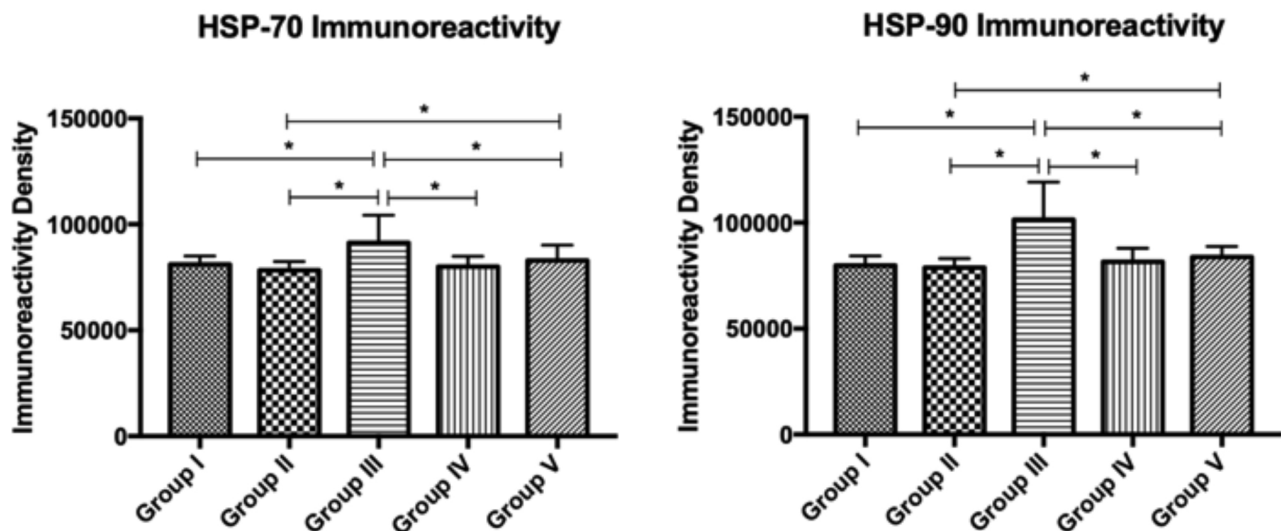 HSP-70 Immunoreactivity
Immunoreactivity Density
150000
100000
50000
0
*
*
*
*
*
Group I
Group II
Group III
Group IV
Group V
HSP-90 Immunoreactivity
Immunoreactivity Density
150000
100000
50000
0
*
*
*
*
*
Group I
Group II
Group III
Group IV
Group V